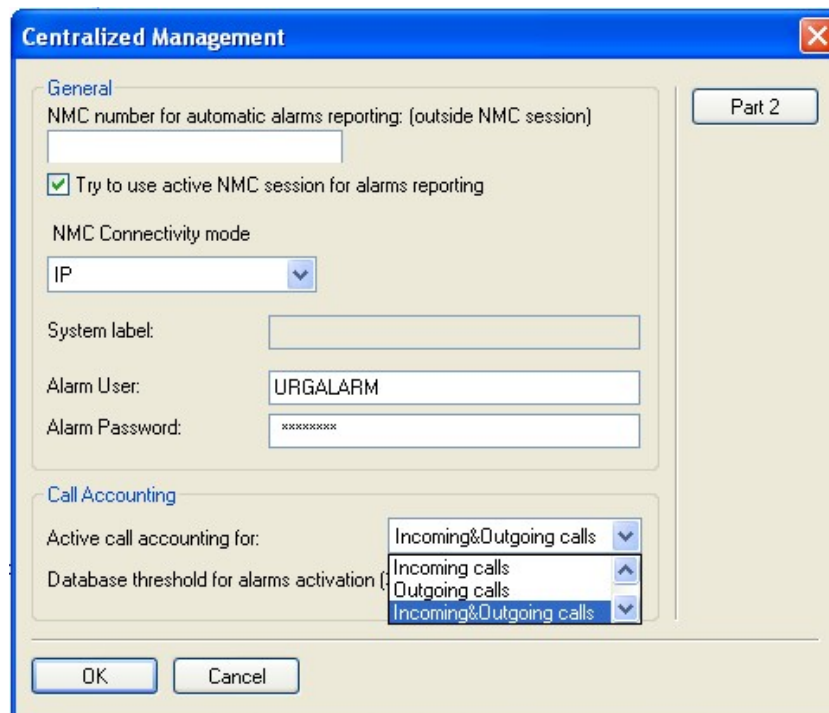 Centralized Management
General
NMC number for automatic alarms reporting: (outside NMC session)
Part 2
Try to use active NMC session for alarms reporting
NMC Connectivity mode
IP
System label:
Alarm User: URGALARM
Alarm Password: ********
Call Accounting
Active call accounting for: Incoming&Outgoing calls
Incoming calls
Database threshold for alarms activation (
Outgoing calls
Incoming&Outgoing calls
OK Cancel